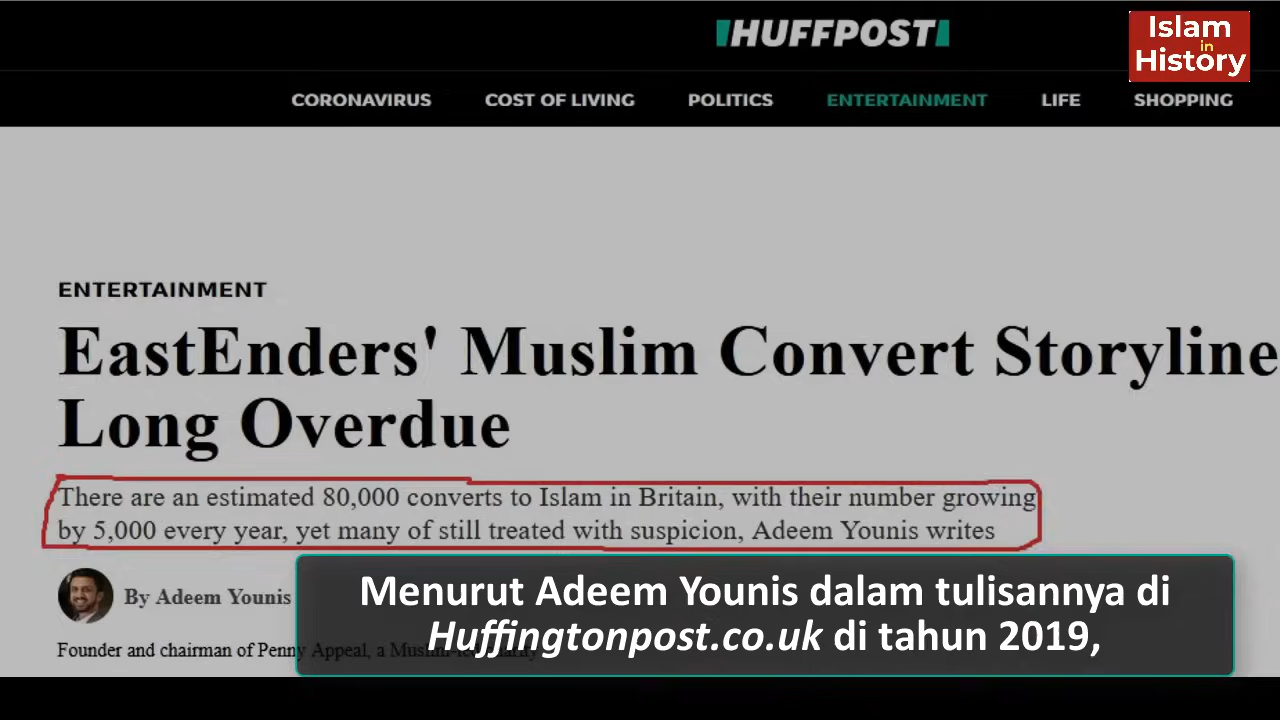 HUFFPOST
Islam
in
History
CORONAVIRUS COST OF LIVING POLITICS ENTERTAINMENT LIFE SHOPPING
ENTERTAINMENT
EastEnders' Muslim Convert Storyline
Long Overdue
There are an estimated 80,000 converts to Islam in Britain, with their number growing
by 5,000 every year, yet many of still treated with suspicion, Adeem Younis writes
By Adeem Younis
Founder and chairman of Penny Appeal, a Muslim-led charity
Menurut Adeem Younis dalam tulisannya di
Huffingtonpost.co.uk di tahun 2019,